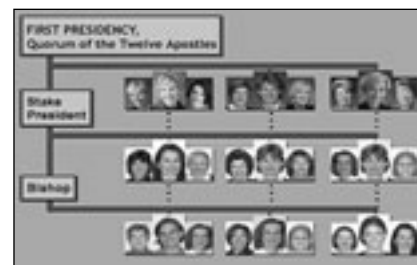 FIRST PRESIDENCY,
Quorum of the Twelve Apostles
Stake
President
Bishop